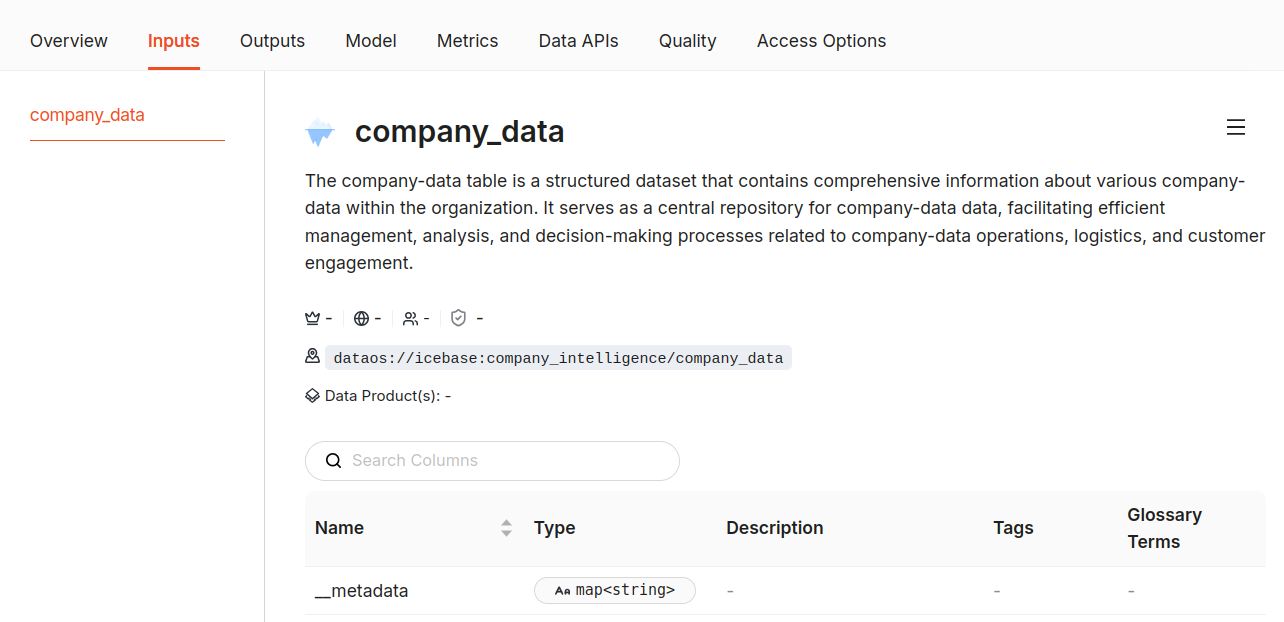 Overview Inputs Outputs Model Metrics Data APIs Quality Access Options
company_data
company_data
The company-data table is a structured dataset that contains comprehensive information about various company-
data within the organization. It serves as a central repository for company-data data, facilitating efficient
management, analysis, and decision-making processes related to company-data operations, logistics, and customer
engagement.
- - - -
dataos://icebase:company_intelligence/company_data
Data Product(s): -
Search Columns
Name Type Description Tags Glossary Terms
__metadata Aa map<string> - - -